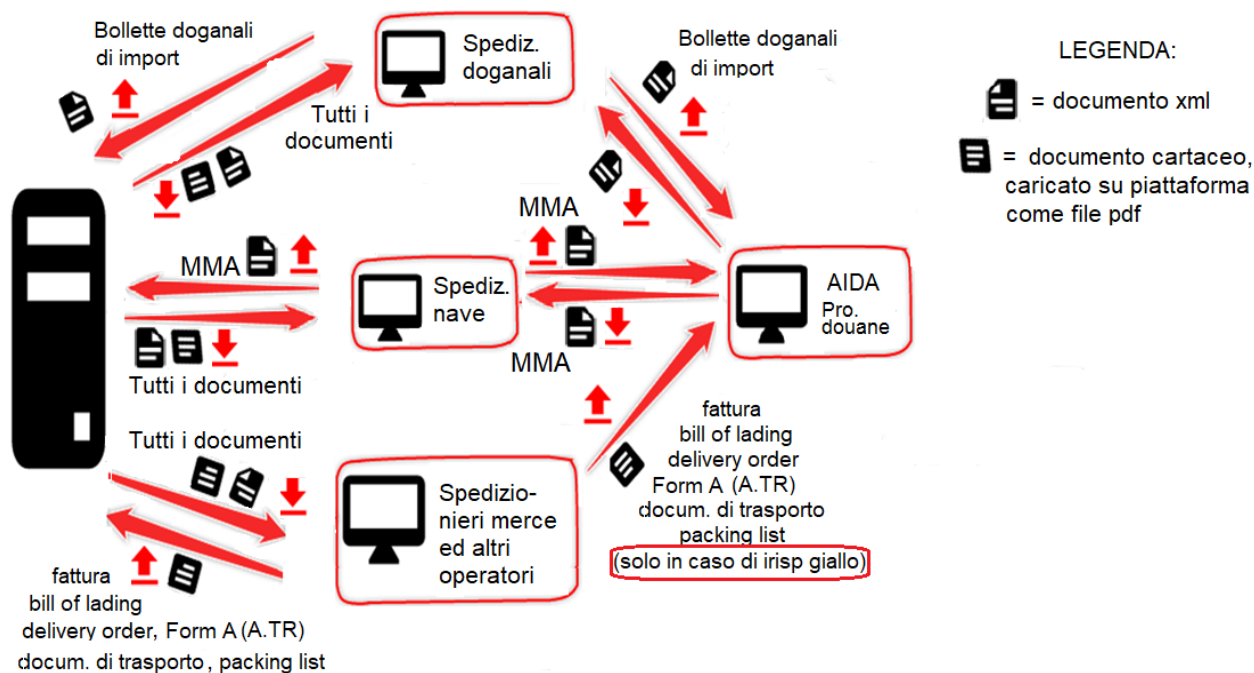 Bollette doganali
di import
Spediz.
doganali
Bollette doganali
di import
LEGENDA:
= documento xml
= documento cartaceo,
caricato su piattaforma
come file pdf
Tutti i
documenti
MMA
MMA
Spediz.
nave
AIDA
Pro.
douane
MMA
Tutti i documenti
Tutti i documenti
Spedizio-
nieri merce
ed altri
operatori
fattura
bill of lading
delivery order
Form A (A.TR)
docum. di trasporto
packing list
(solo in caso di irisp giallo)
fattura
bill of lading
delivery order, Form A (A.TR)
docum. di trasporto, packing list